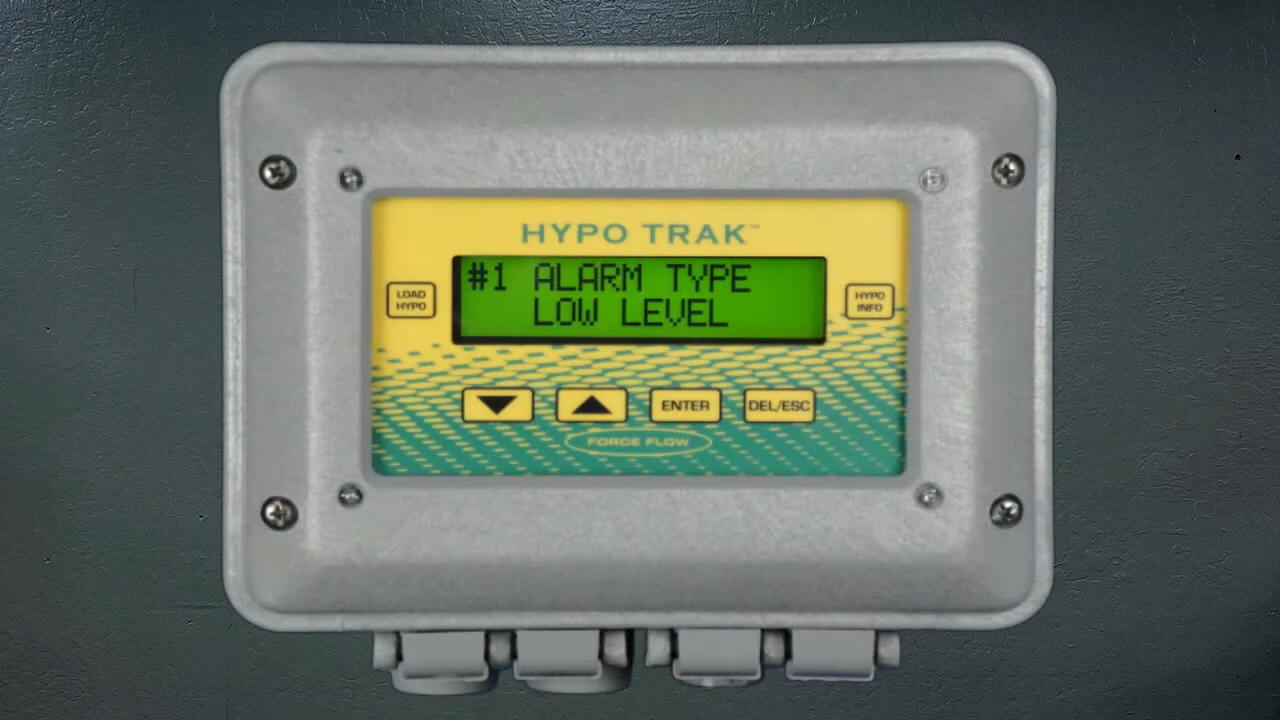 HYPO TRAK™
#1 ALARM TYPE
LOW LEVEL
LOAD
HYPO
HYPO
INFO
ENTER
DEL/ESC
FORCE FLOW